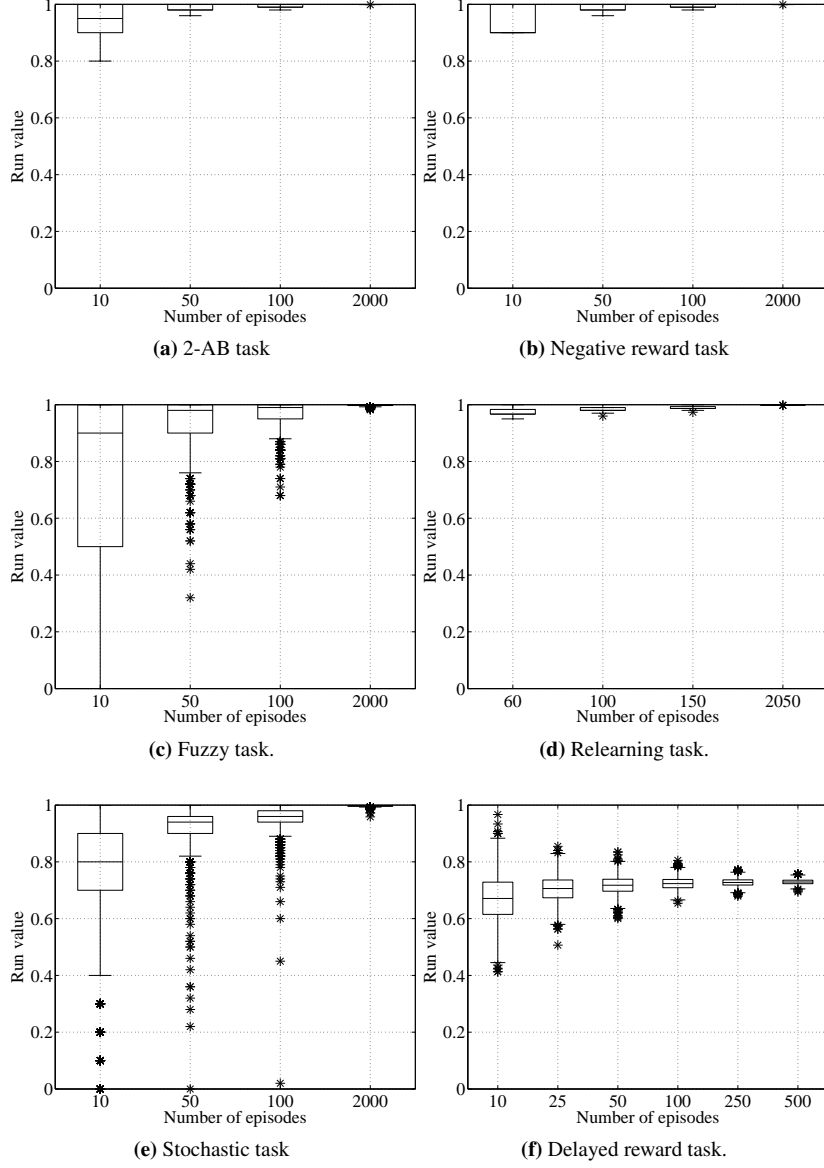 1
0.8
0.6
0.4
0.2
0
Run value
10 50 100 2000
Number of episodes
(a) 2-AB task
1
0.8
0.6
0.4
0.2
0
Run value
10 50 100 2000
Number of episodes
(b) Negative reward task
1
0.8
0.6
0.4
0.2
0
Run value
10 50 100 2000
Number of episodes
(c) Fuzzy task.
1
0.8
0.6
0.4
0.2
0
Run value
60 100 150 2050
Number of episodes
(d) Relearning task.
1
0.8
0.6
0.4
0.2
0
Run value
10 50 100 2000
Number of episodes
(e) Stochastic task
1
0.8
0.6
0.4
0.2
0
Run value
10 25 50 100 250 500
Number of episodes
(f) Delayed reward task.